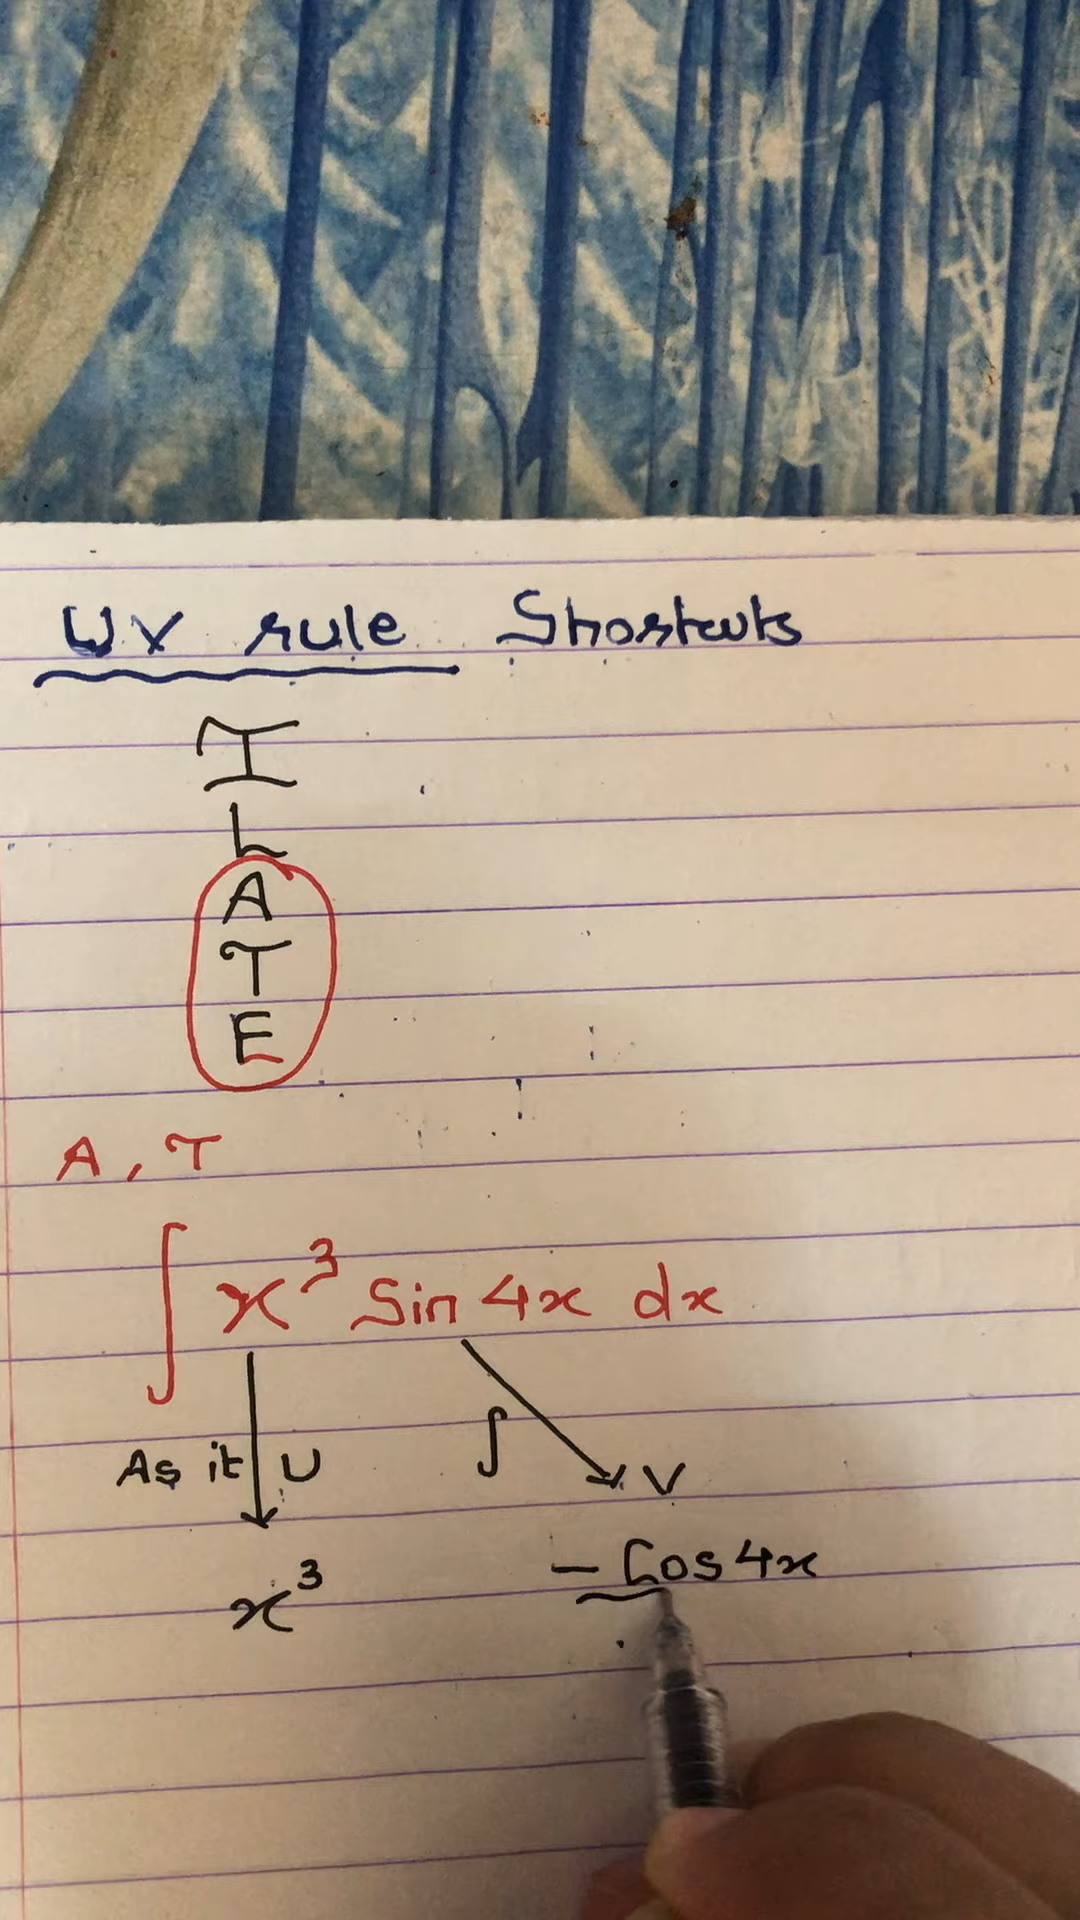 UV rule Shortcuts
I
L
A
T
E
A, T
∫ x³ Sin 4x dx
As it U ∫ V
x³ - Cos 4x